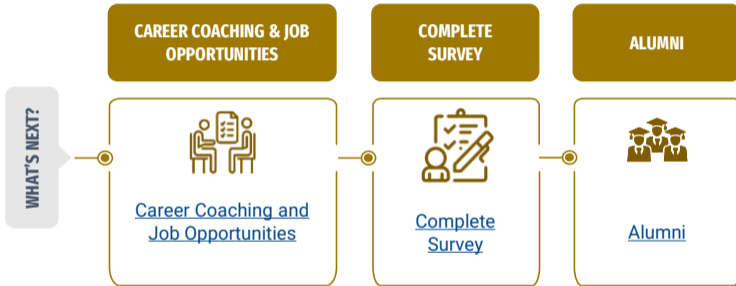 CAREER COACHING & JOB
OPPORTUNITIES
COMPLETE
SURVEY
ALUMNI
WHAT'S NEXT?
Career Coaching and
Job Opportunities
Complete
Survey
Alumni